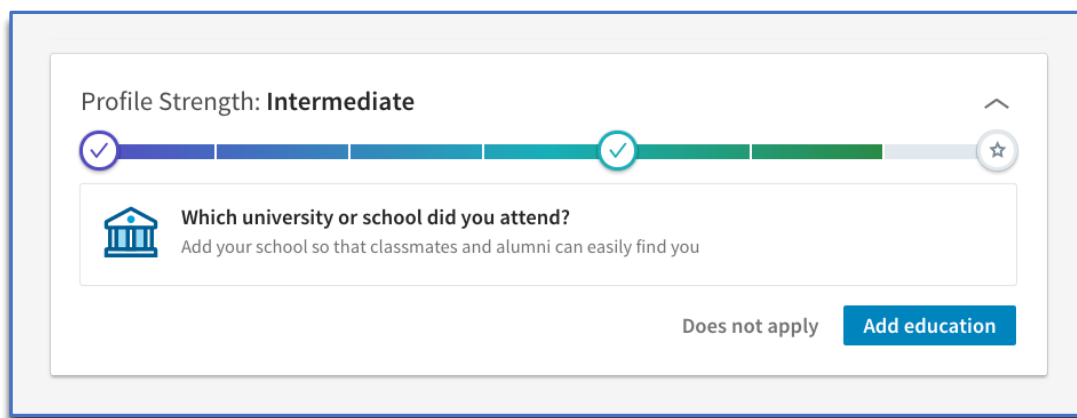 Profile Strength: Intermediate
Which university or school did you attend?
Add your school so that classmates and alumni can easily find you
Does not apply
Add education